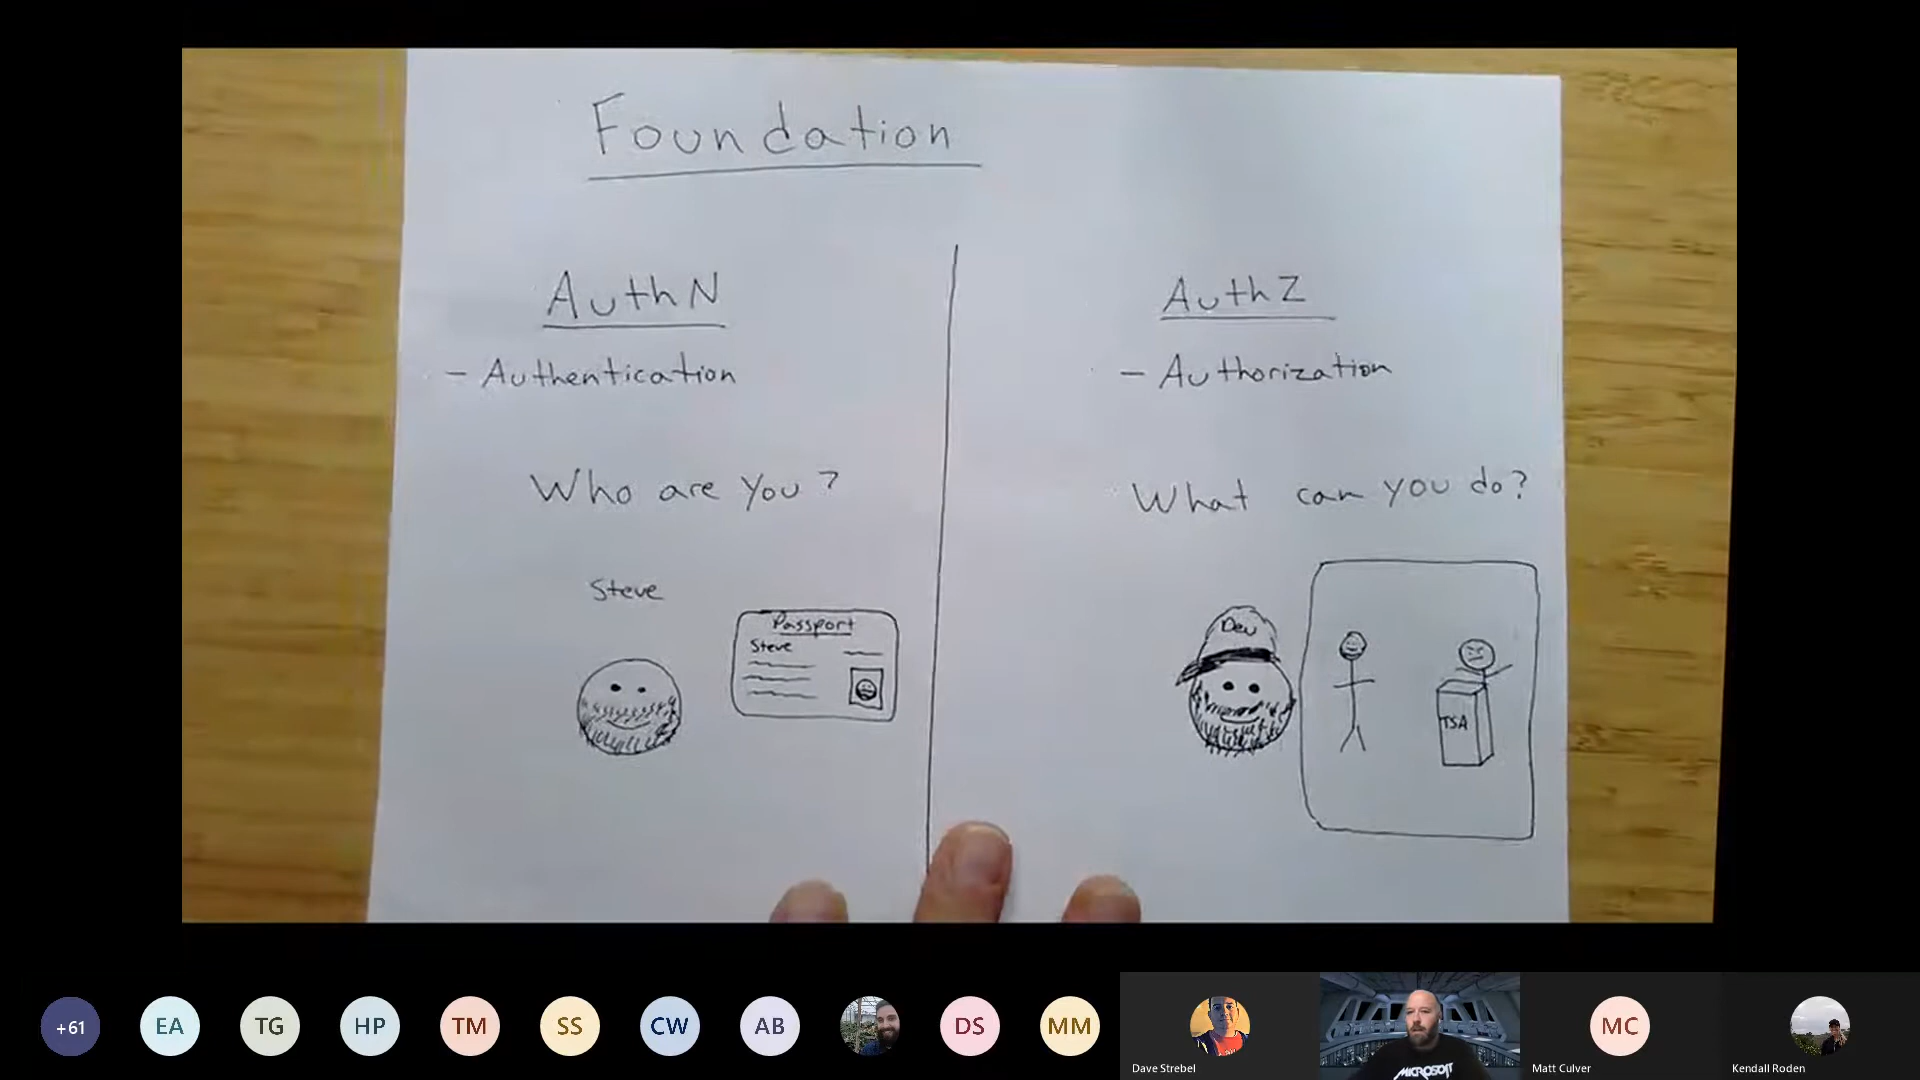 Foundation
AuthN
- Authentication
Who are you?
Steve
Passport
Steve
AuthZ
- Authorization
What can you do?
Dev
TSA
+61
EA
TG
HP
TM
SS
CW
AB
DS
MM
Dave Strebel
MICROSOFT
MC
Matt Culver
Kendall Roden